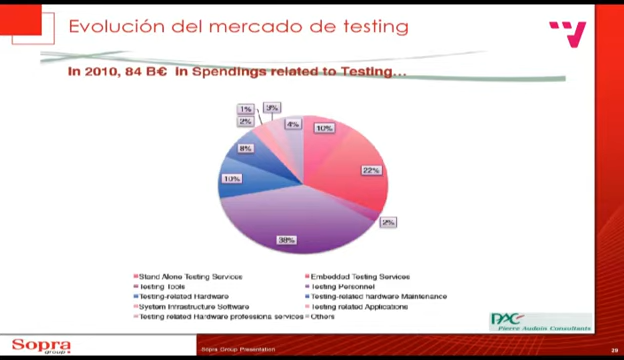 Evolución del mercado de testing
In 2010, 84 B€ in Spendings related to Testing...
1%
3%
2%
4%
10%
8%
22%
10%
2%
38%
Stand Alone Testing Services
Embedded Testing Services
Testing Tools
Testing Personnel
Testing-related Hardware
Testing-related hardware Maintenance
System Infrastructure Software
Testing related Applications
Testing related Hardware professional services
Others
PAC
Pierre Audoin Consultants
Sopra
group
Sopra Group Presentation